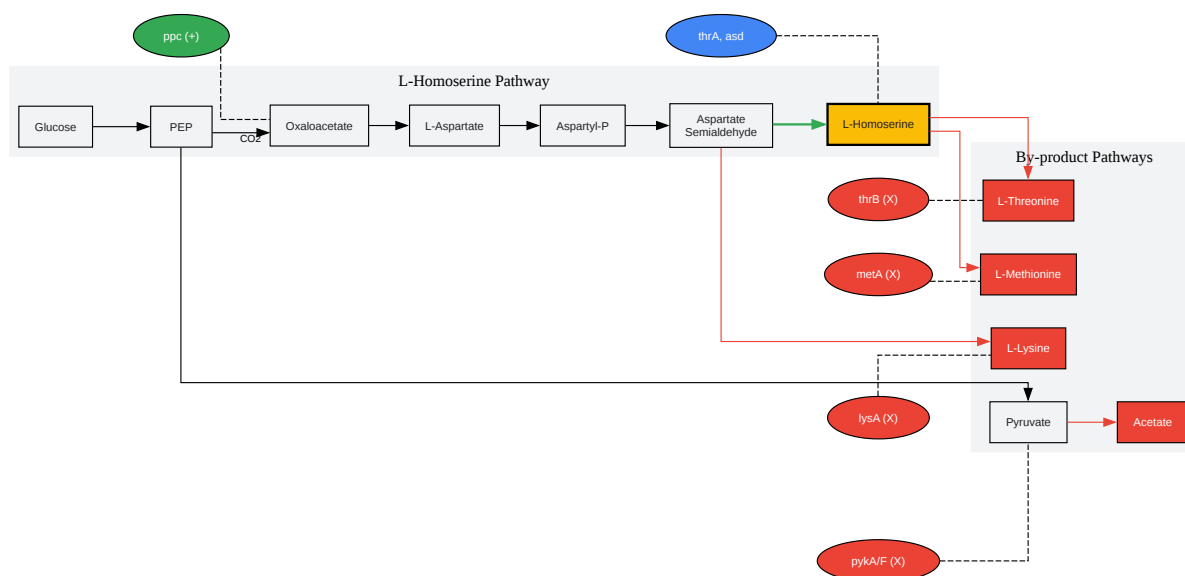 ppc (+)
thrA, asd
L-Homoserine Pathway
Glucose
PEP
CO2
Oxaloacetate
L-Aspartate
Aspartyl-P
Aspartate
Semialdehyde
L-Homoserine
By-product Pathways
thrB (X)
L-Threonine
metA (X)
L-Methionine
L-Lysine
lysA (X)
Pyruvate
Acetate
pykA/F (X)